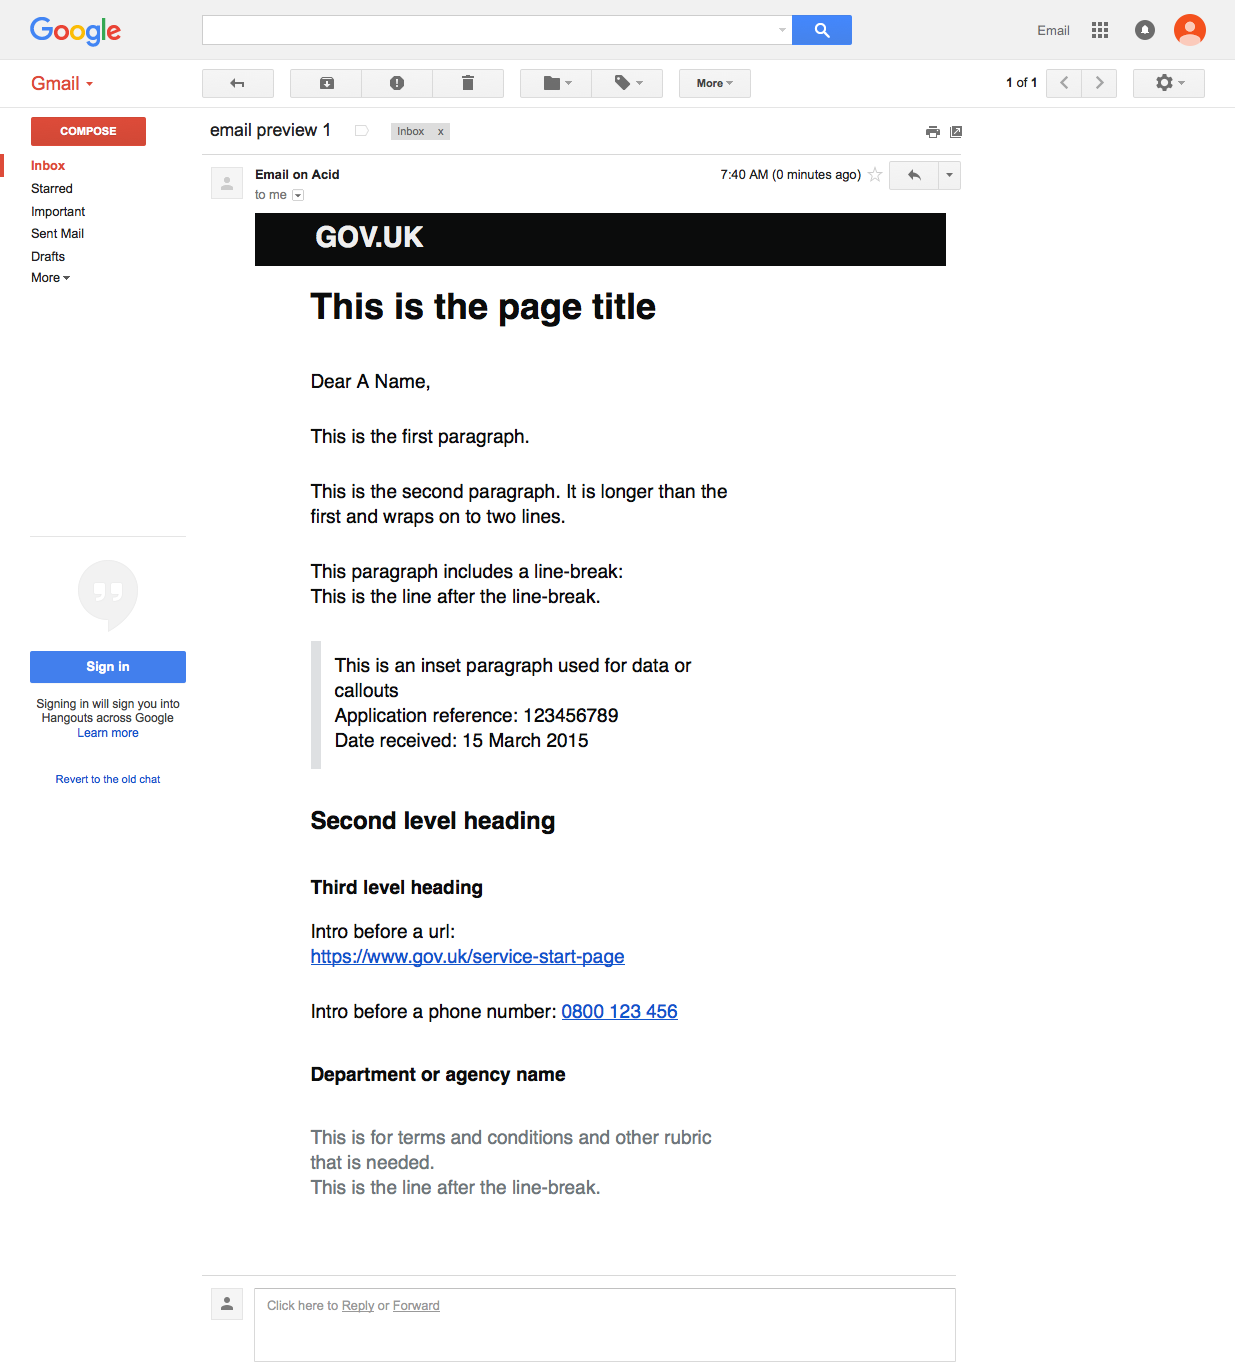 Google
Email
Gmail
More
1 of 1
COMPOSE
Inbox
Starred
Important
Sent Mail
Drafts
More
Sign in
Signing in will sign you into
Hangouts across Google
Learn more
Revert to the old chat
email preview 1
Inbox x
Email on Acid
7:40 AM (0 minutes ago)
to me
GOV.UK
This is the page title
Dear A Name,
This is the first paragraph.
This is the second paragraph. It is longer than the
first and wraps on to two lines.
This paragraph includes a line-break:
This is the line after the line-break.
This is an inset paragraph used for data or
callouts
Application reference: 123456789
Date received: 15 March 2015
Second level heading
Third level heading
Intro before a url:
https://www.gov.uk/service-start-page
Intro before a phone number: 0800 123 456
Department or agency name
This is for terms and conditions and other rubric
that is needed.
This is the line after the line-break.
Click here to Reply or Forward